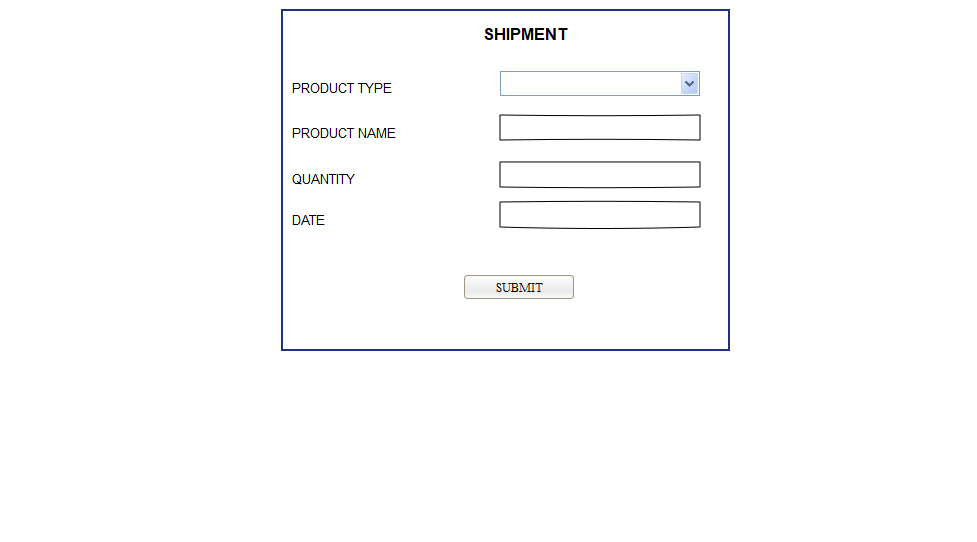 SHIPMENT
PRODUCT TYPE
PRODUCT NAME
QUANTITY
DATE
SUBMIT